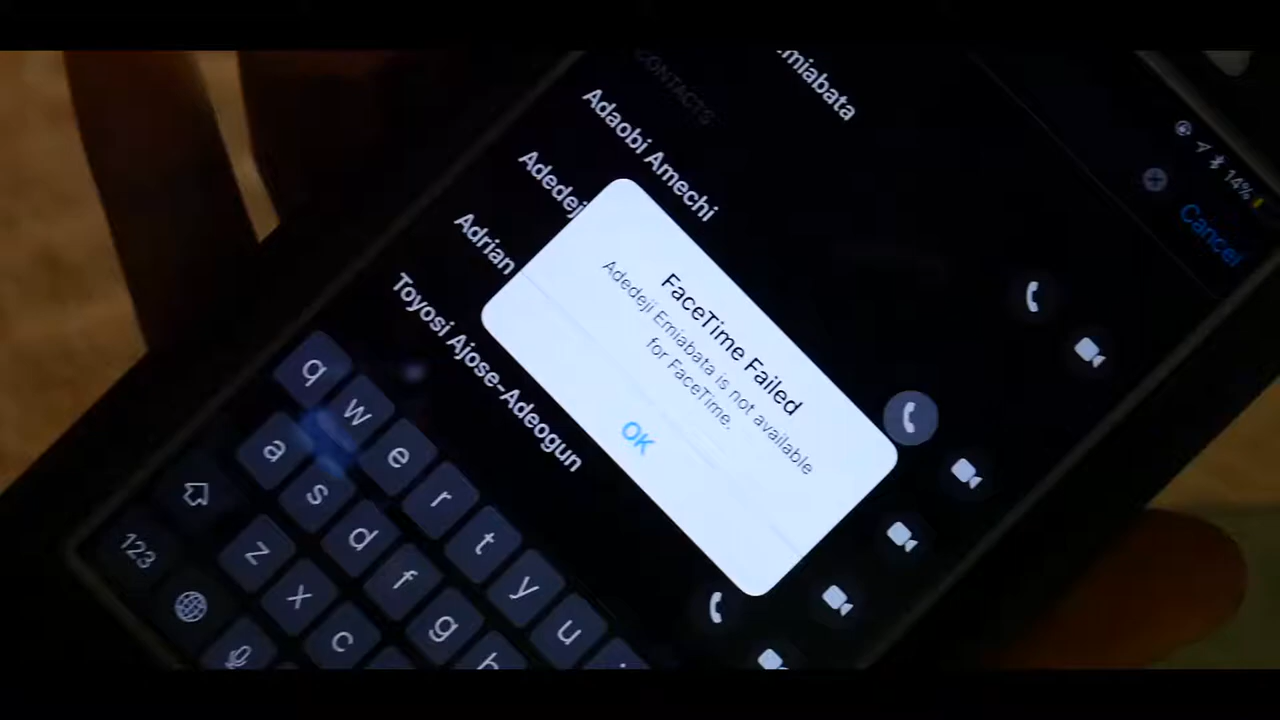 14%
Cancel
Emiabata
CONTACTS
Adaobi Amechi
Adedeji
Adrian
Toyosi Ajose-Adeogun
FaceTime Failed
Adedeji Emiabata is not available
for FaceTime.
OK
q w e r t y u
a s d f g h
z x c
123